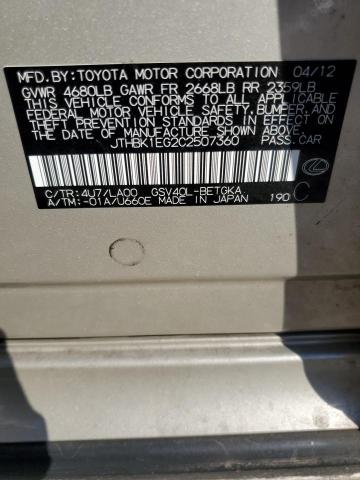 MFD.BY:TOYOTA MOTOR CORPORATION 04/12
GVWR 4680LB GAWR FR 2668LB RR 2359LB
THIS VEHICLE CONFORMS TO ALL APPLICABLE
FEDERAL MOTOR VEHICLE SAFETY, BUMPER, AND
THEFT PREVENTION STANDARDS IN EFFECT ON
THE DATE OF MANUFACTURE SHOWN ABOVE.
JTHBK1EG2C2507360 PASS.CAR
C/TR:4U7/LA00 GSV40L-BETGKA
A/TM:-01A/U660E MADE IN JAPAN 190 C